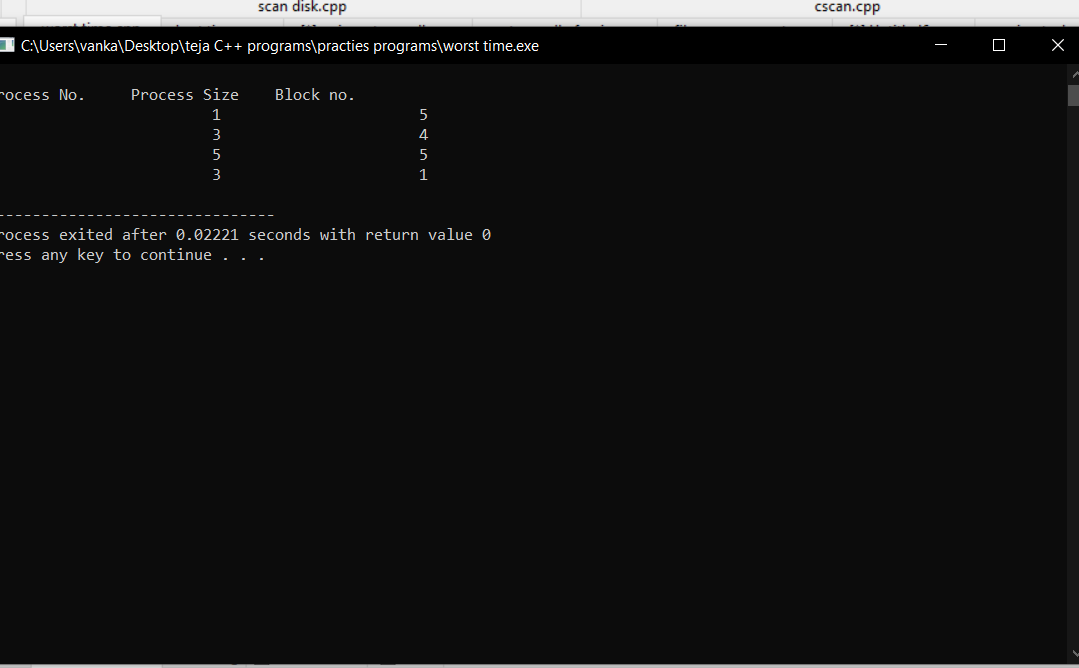 scan disk.cpp cscan.cpp
C:\Users\vanka\Desktop\teja C++ programs\practies programs\worst time.exe
rocess No. Process Size Block no.
1 5
3 4
5 5
3 1
-------------------------------
rocess exited after 0.02221 seconds with return value 0
ress any key to continue . . .